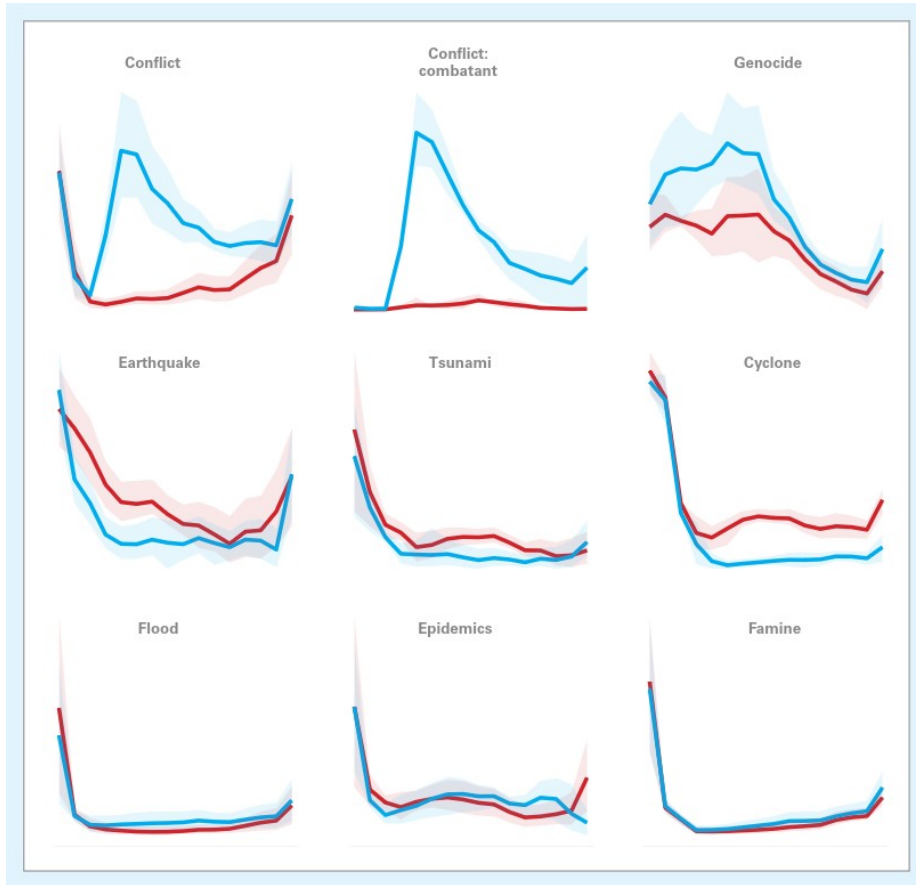 Conflict
Conflict:
combatant
Genocide
Earthquake
Tsunami
Cyclone
Flood
Epidemics
Famine